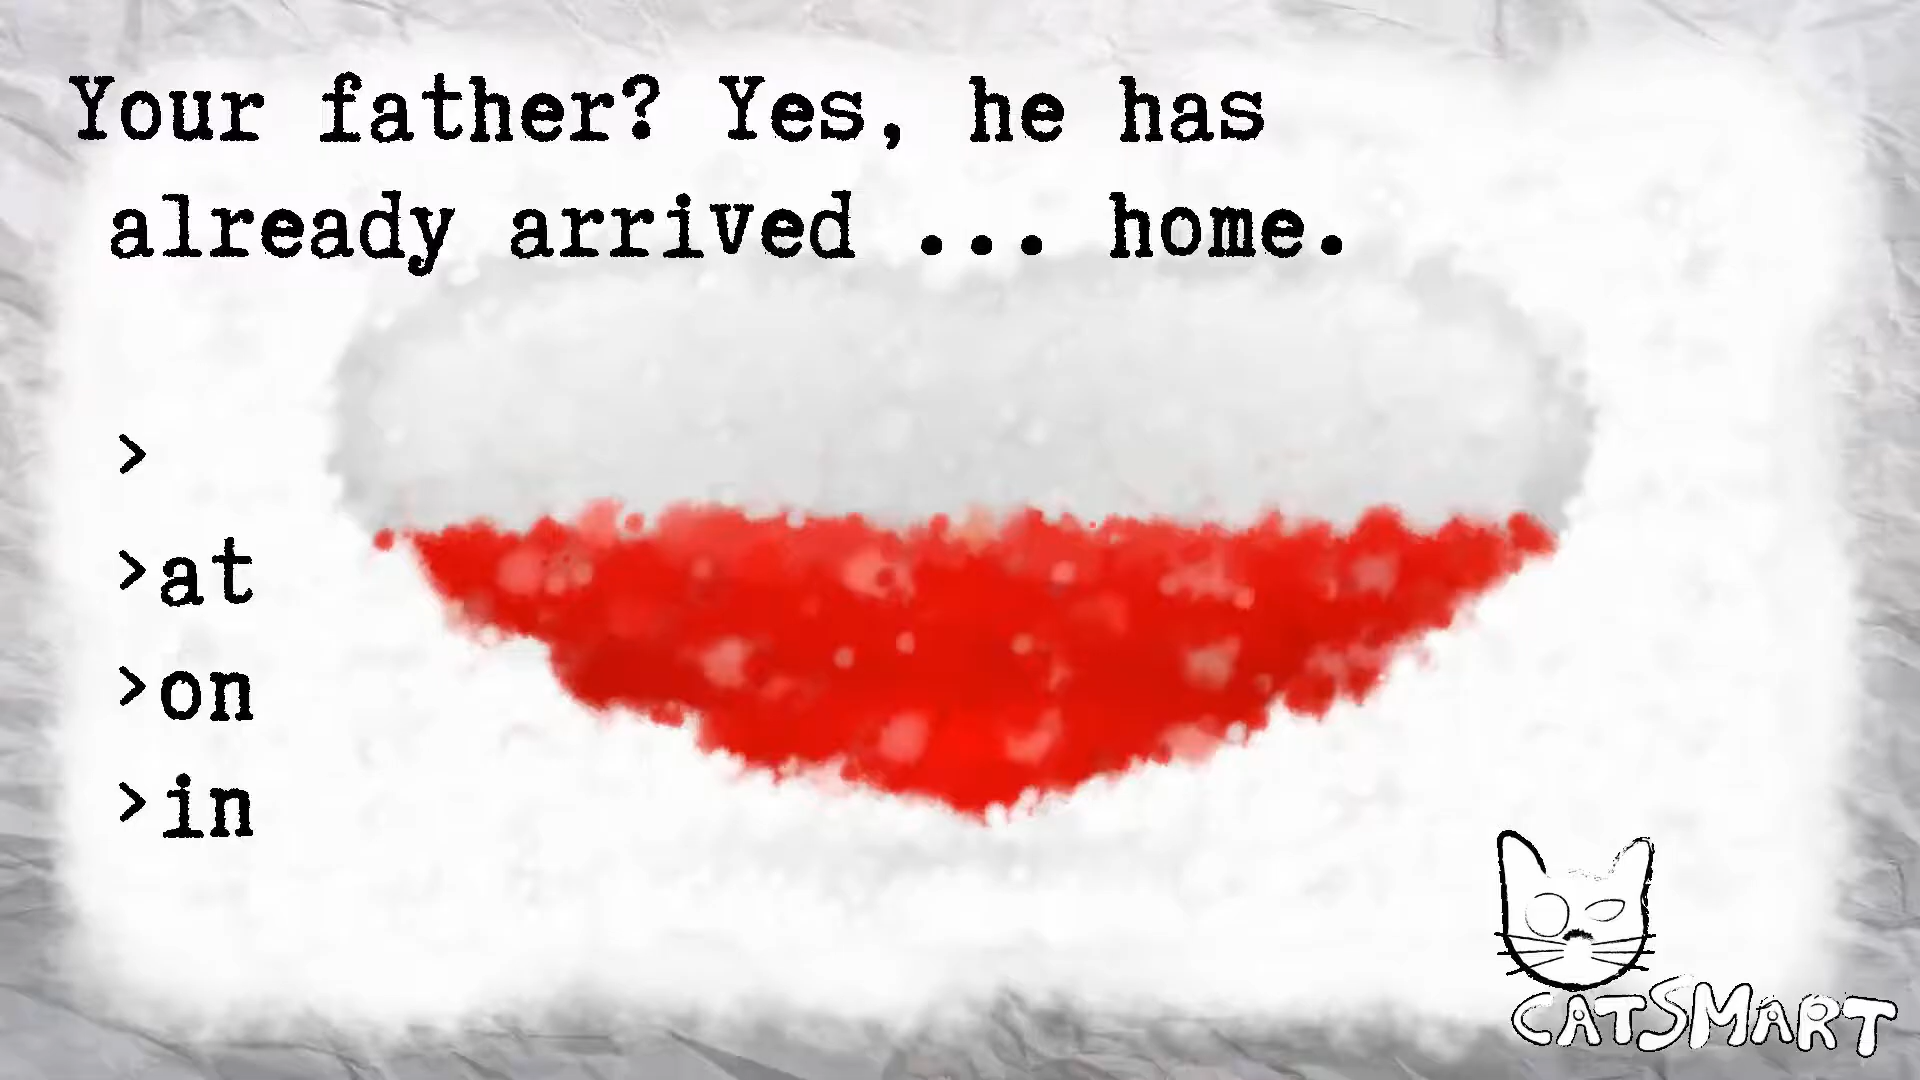 Your father? Yes, he has
already arrived ... home.
>
>at
>on
>in
CATSMART